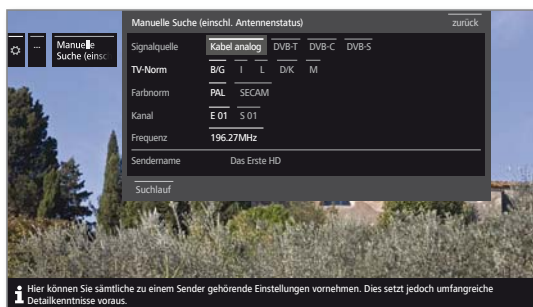 Manuelle Suche (einschl. Antennenstatus) zurück
... Manuelle
Suche (einsc
Signalquelle Kabel analog DVB-T DVB-C DVB-S
TV-Norm B/G I L D/K M
Farbnorm PAL SECAM
Kanal E 01 S 01
Frequenz 196.27MHz
Sendername Das Erste HD
Suchlauf
Hier können Sie sämtliche zu einem Sender gehörende Einstellungen vornehmen. Dies setzt jedoch umfangreiche
Detailkenntnisse voraus.